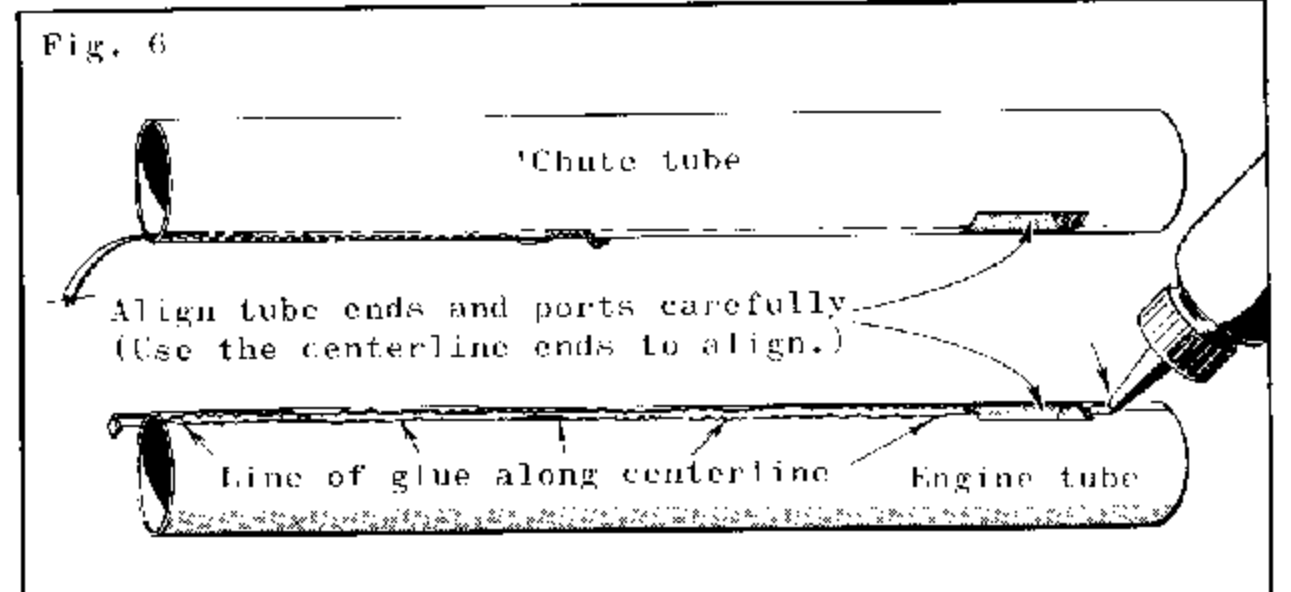 Fig. 6
'Chute tube
Align tube ends and ports carefully
(Use the centerline ends to align.)
Line of glue along centerline
Engine tube